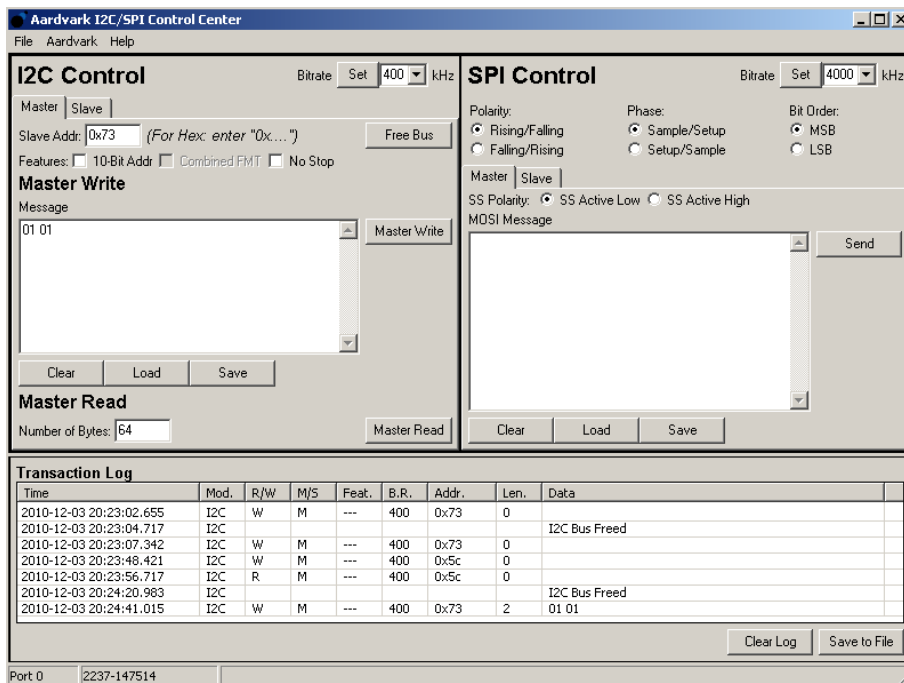 Aardvark I2C/SPI Control Center
File Aardvark Help
I2C Control
Bitrate Set 400 kHz
Master Slave
Slave Addr: 0x73 (For Hex: enter "0x....") Free Bus
Features: 10-Bit Addr Combined FMT No Stop
Master Write
Message
01 01
Master Write
Clear Load Save
Master Read
Number of Bytes: 64 Master Read
SPI Control
Bitrate Set 4000 kHz
Polarity: Phase: Bit Order:
Rising/Falling Sample/Setup MSB
Falling/Rising Setup/Sample LSB
Master Slave
SS Polarity: SS Active Low SS Active High
MOSI Message
Send
Clear Load Save
Transaction Log
Time Mod. R/W M/S Feat. B.R. Addr. Len. Data
2010-12-03 20:23:02.655 I2C W M --- 400 0x73 0
2010-12-03 20:23:04.717 I2C I2C Bus Freed
2010-12-03 20:23:07.342 I2C W M --- 400 0x73 0
2010-12-03 20:23:48.421 I2C W M --- 400 0x5c 0
2010-12-03 20:23:56.717 I2C R M --- 400 0x5c 0
2010-12-03 20:24:20.983 I2C I2C Bus Freed
2010-12-03 20:24:41.015 I2C W M --- 400 0x73 2 01 01
Clear Log Save to File
Port 0 2237-147514